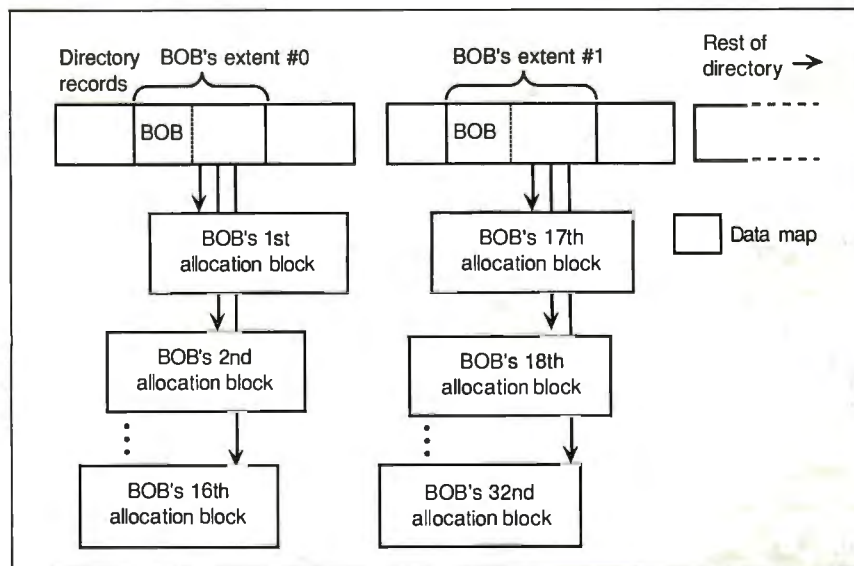 Directory
records
BOB's extent #0
BOB's extent #1
Rest of
directory
BOB
BOB
BOB's 1st
allocation block
BOB's 17th
allocation block
Data map
BOB's 2nd
allocation block
BOB's 18th
allocation block
BOB's 16th
allocation block
BOB's 32nd
allocation block